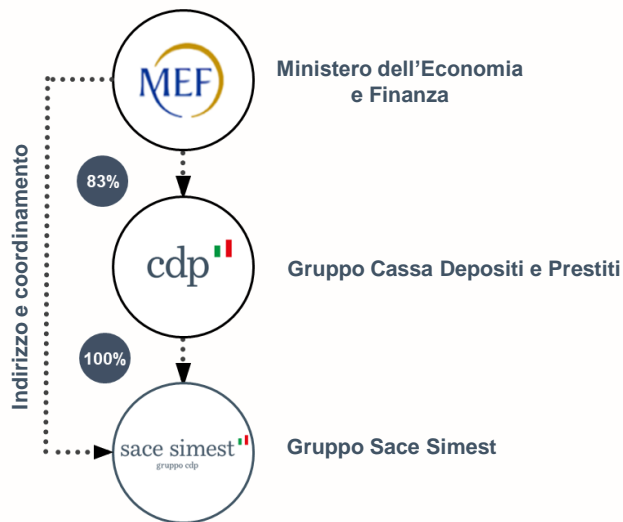 MEF
Ministero dell’Economia
e Finanza
83%
cdp
Gruppo Cassa Depositi e Prestiti
Indirizzo e coordinamento
100%
sace simest
gruppo cdp
Gruppo Sace Simest